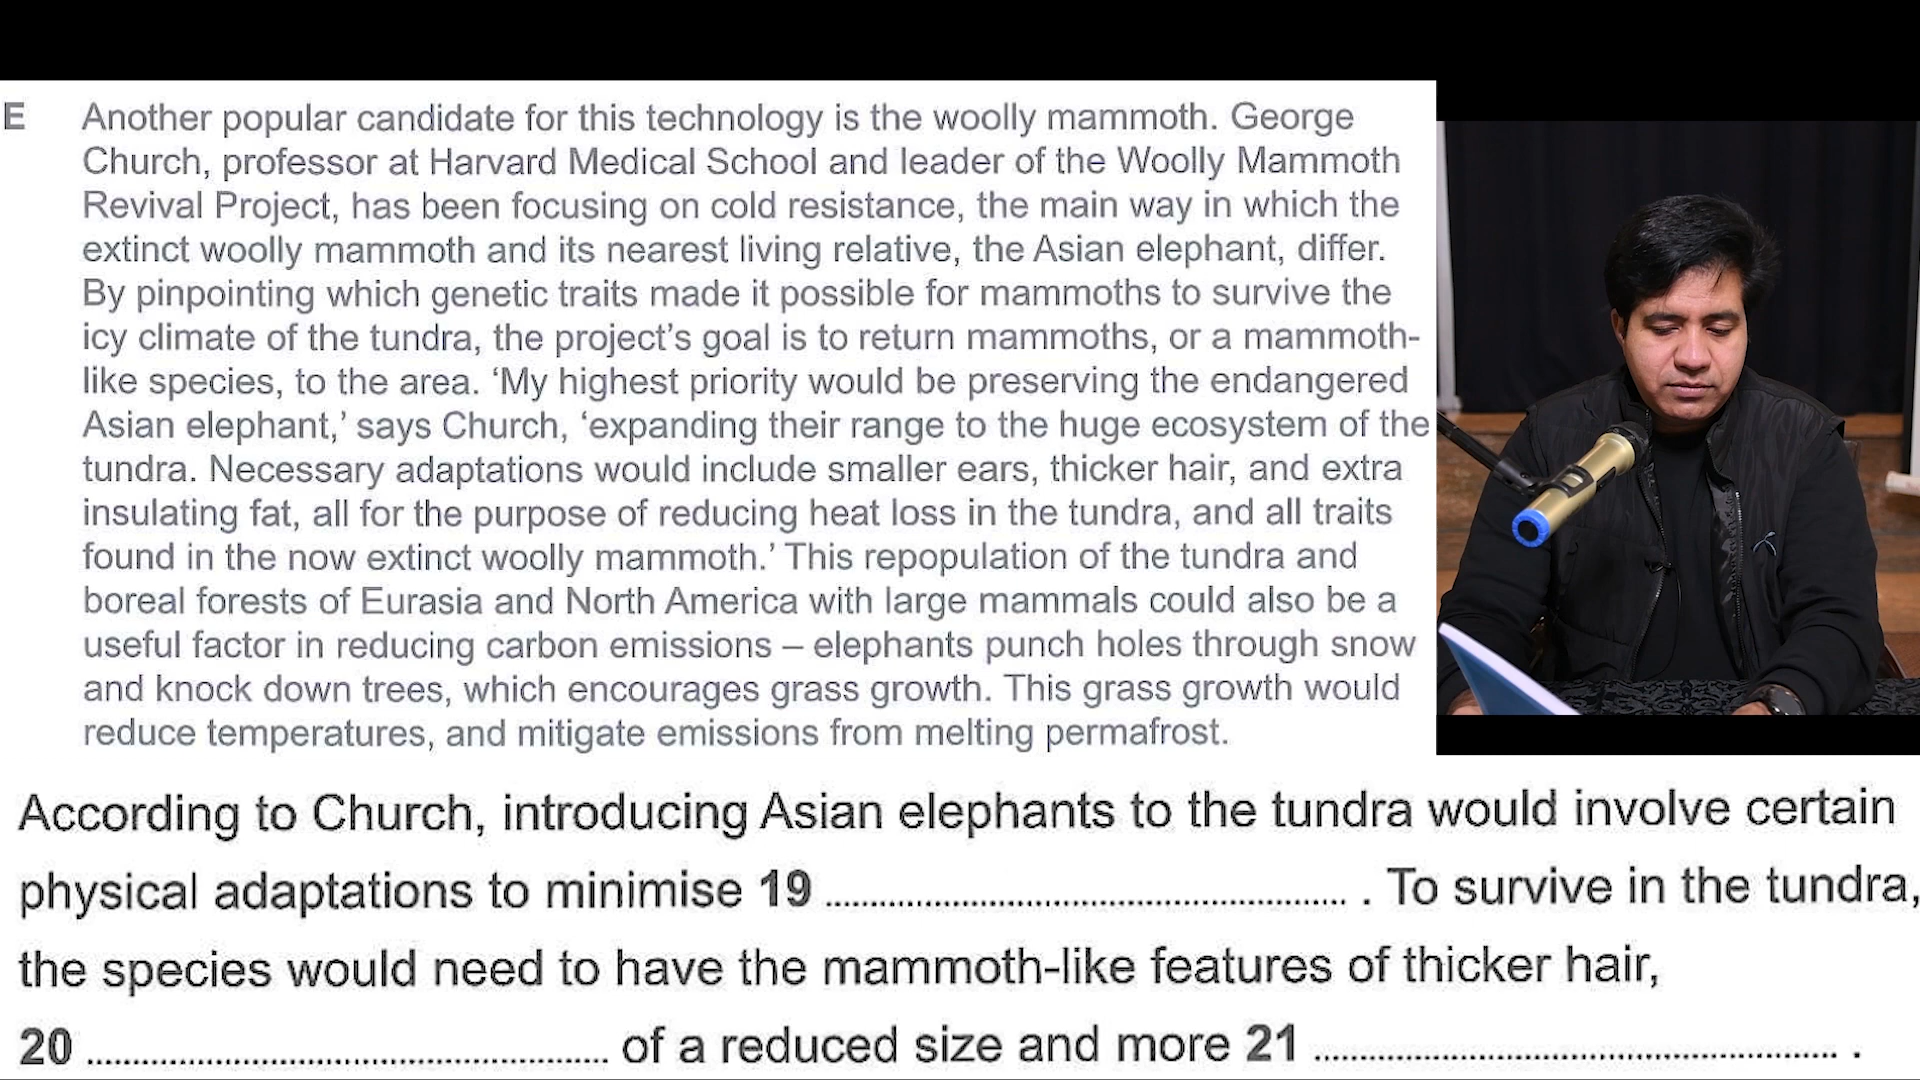 E Another popular candidate for this technology is the woolly mammoth. George
Church, professor at Harvard Medical School and leader of the Woolly Mammoth
Revival Project, has been focusing on cold resistance, the main way in which the
extinct woolly mammoth and its nearest living relative, the Asian elephant, differ.
By pinpointing which genetic traits made it possible for mammoths to survive the
icy climate of the tundra, the project's goal is to return mammoths, or a mammoth-
like species, to the area. ‘My highest priority would be preserving the endangered
Asian elephant,’ says Church, ‘expanding their range to the huge ecosystem of the
tundra. Necessary adaptations would include smaller ears, thicker hair, and extra
insulating fat, all for the purpose of reducing heat loss in the tundra, and all traits
found in the now extinct woolly mammoth.’ This repopulation of the tundra and
boreal forests of Eurasia and North America with large mammals could also be a
useful factor in reducing carbon emissions – elephants punch holes through snow
and knock down trees, which encourages grass growth. This grass growth would
reduce temperatures, and mitigate emissions from melting permafrost.
According to Church, introducing Asian elephants to the tundra would involve certain
physical adaptations to minimise 19 .................... . To survive in the tundra,
the species would need to have the mammoth-like features of thicker hair,
20 .................... of a reduced size and more 21 .................... .